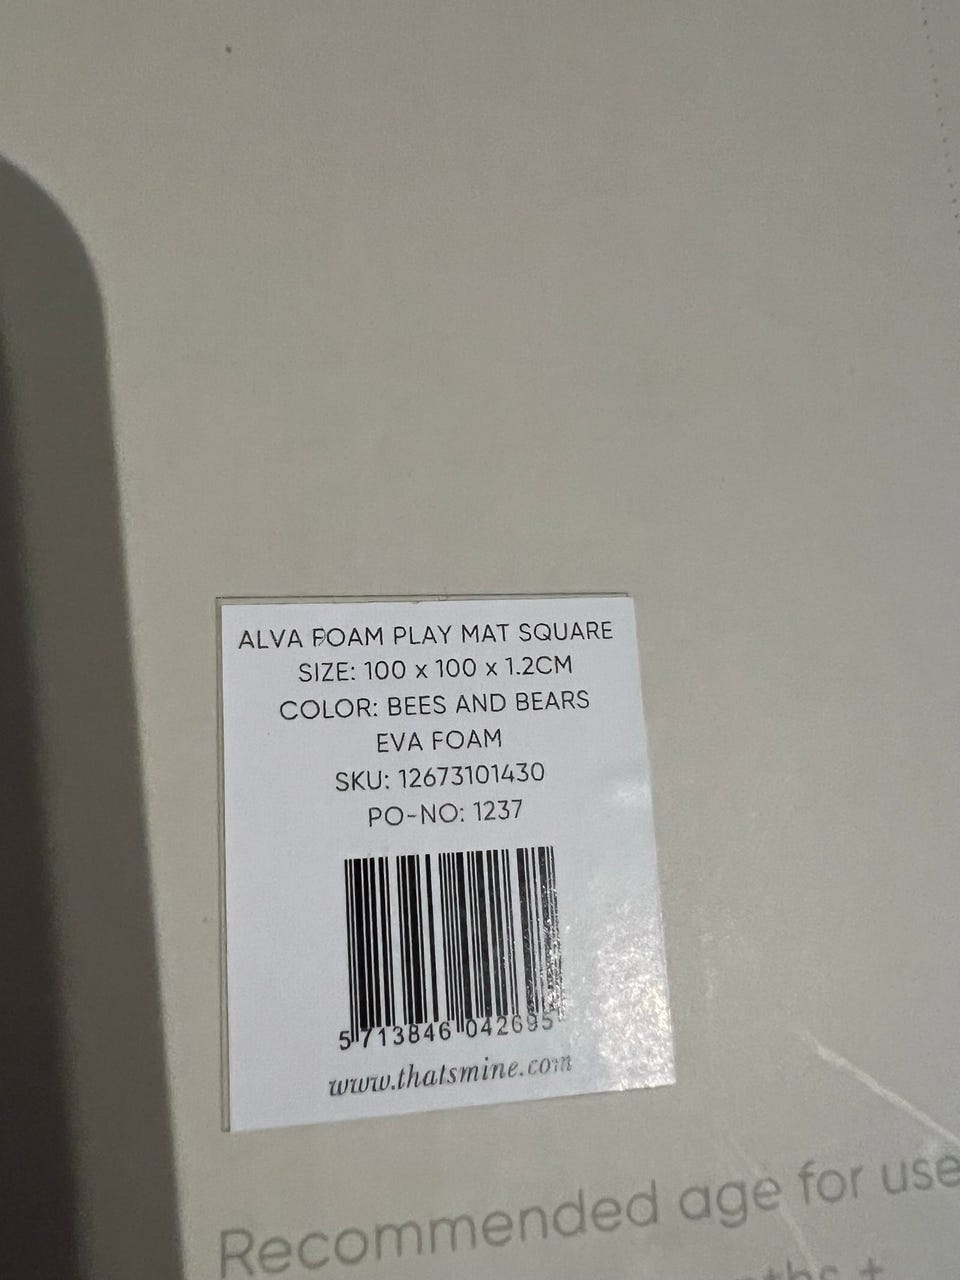 ALVA FOAM PLAY MAT SQUARE
SIZE: 100 x 100 x 1.2CM
COLOR: BEES AND BEARS
EVA FOAM
SKU: 12673101430
PO-NO: 1237
5 713846 042695
www.thatsmine.com
Recommended age for use
+